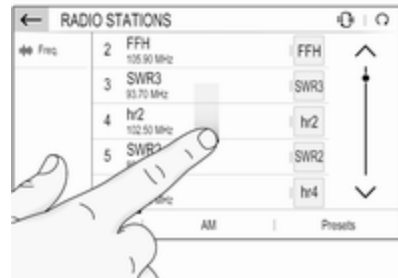 RADIO STATIONS
Freq.
2 FFH FFH
105.90 MHz
3 SWR3 SWR3
93.70 MHz
4 hr2 hr2
102.50 MHz
5 SWR2 SWR2
hr4
MHz
AM Presets